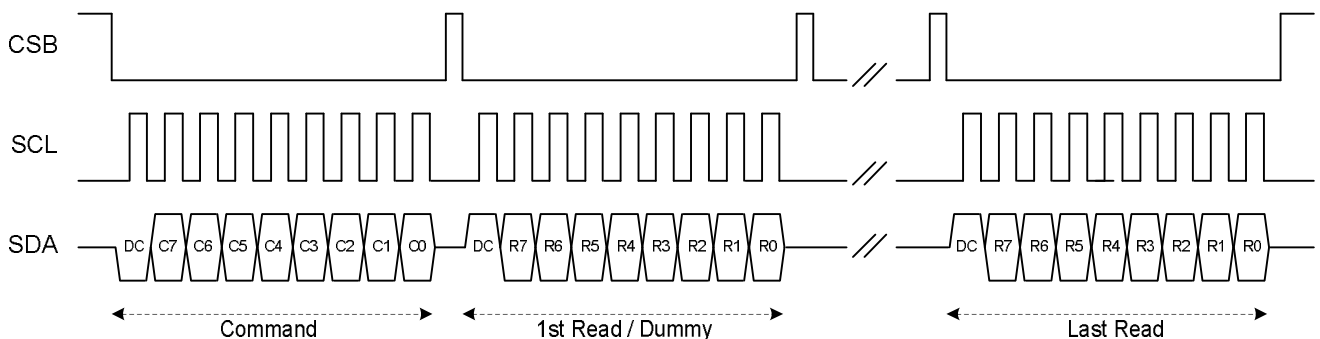 CSB
SCL
SDA DC C7 C6 C5 C4 C3 C2 C1 C0 DC R7 R6 R5 R4 R3 R2 R1 R0 // DC R7 R6 R5 R4 R3 R2 R1 R0
Command 1st Read / Dummy Last Read